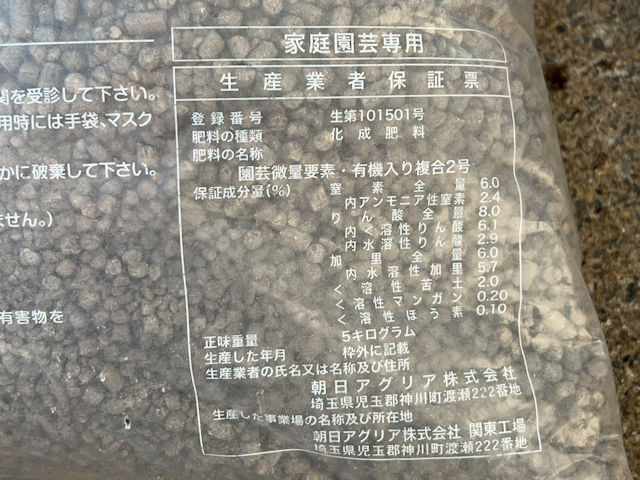 家庭園芸専用
生産業者保証票
登録番号 生第101501号
肥料の種類 化成肥料
肥料の名称
園芸微量要素・有機入り複合2号
保証成分量(%) 窒素全量 6.0
内アンモニア性窒素 2.4
りん酸全量 8.0
内く溶性りん酸 6.1
内水溶性りん酸 2.9
加里全量 6.0
内水溶性加里 5.7
く溶性苦土 2.0
く溶性マンガン 0.20
く溶性ほう素 0.10
正味重量 5キログラム
生産した年月 枠外に記載
生産業者の氏名又は名称及び住所
朝日アグリア株式会社
埼玉県児玉郡神川町渡瀬222番地
生産した事業場の名称及び所在地
朝日アグリア株式会社 関東工場
埼玉県児玉郡神川町渡瀬222番地
関を受診して下さい。
用時には手袋、マスク
かに破棄して下さい。
ません。)
有害物を